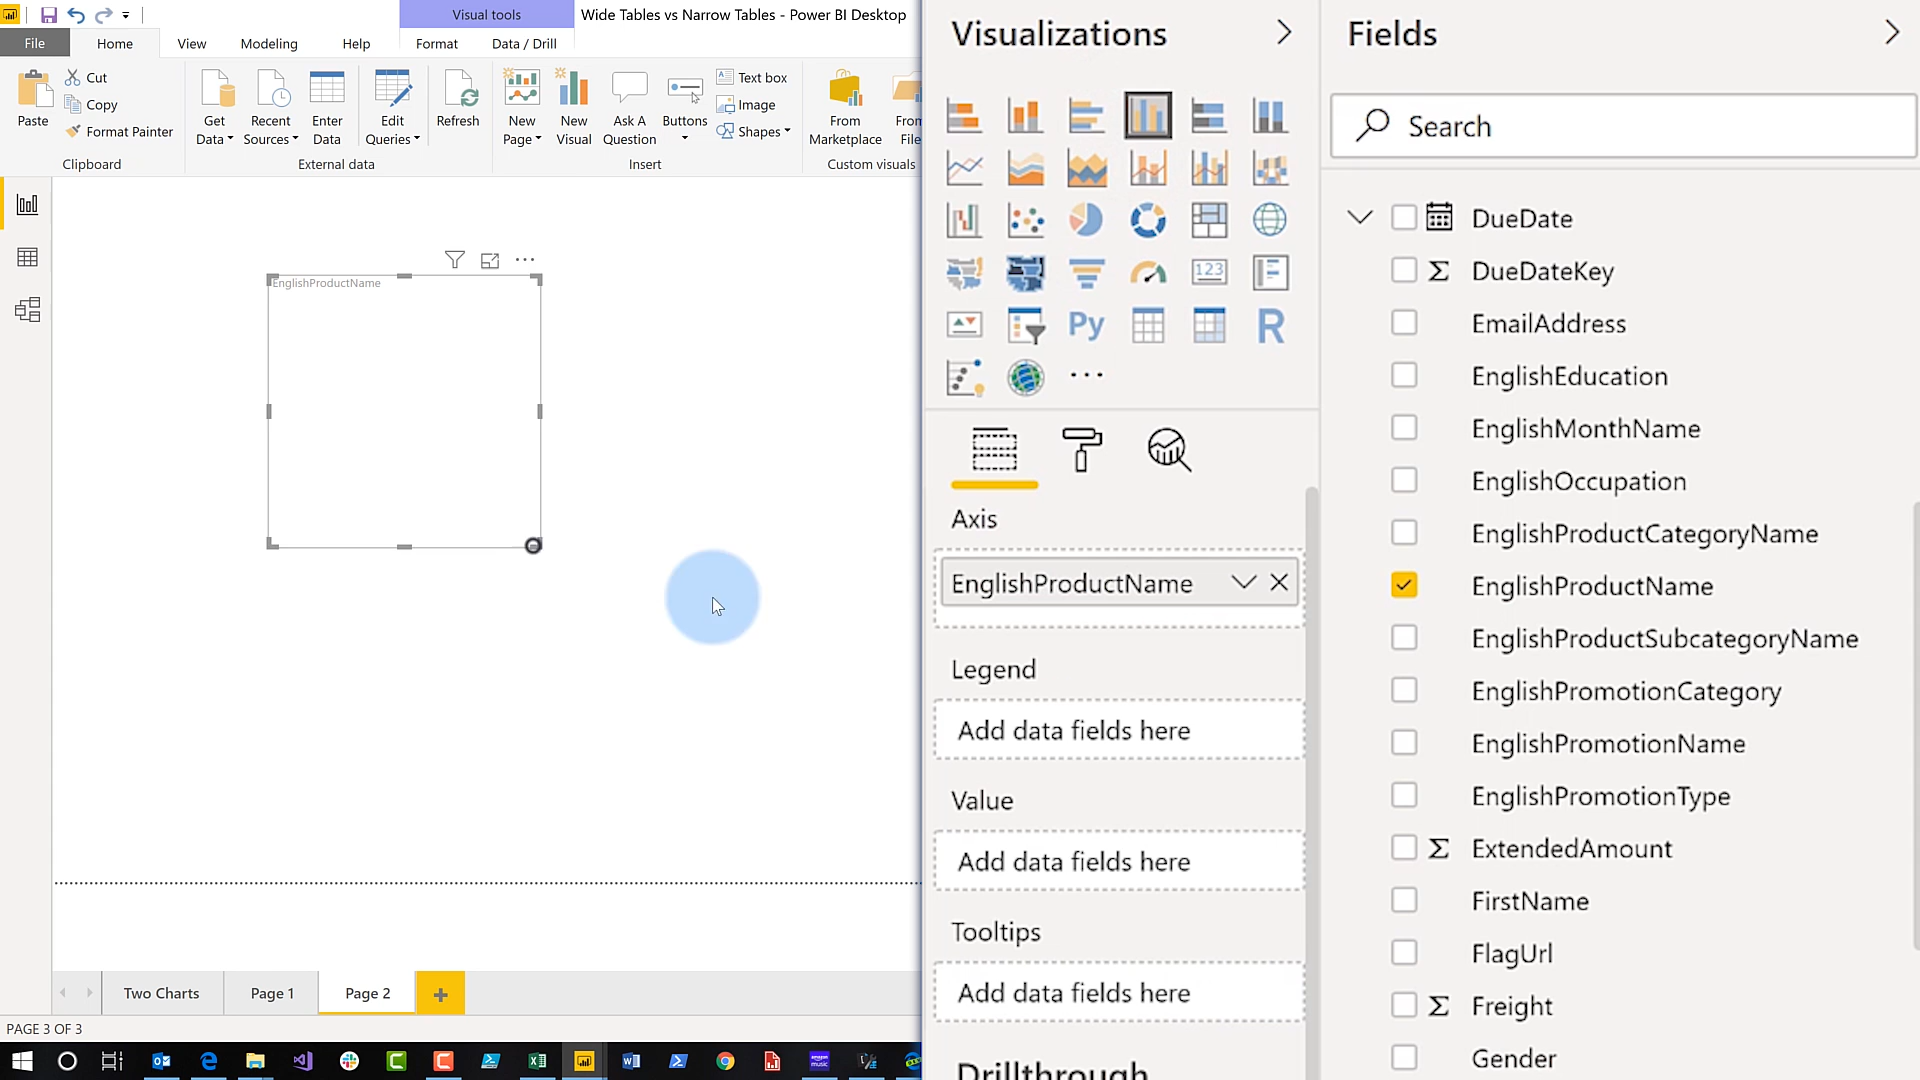 Visual tools
Wide Tables vs Narrow Tables - Power BI Desktop
File
Home
View
Modeling
Help
Format
Data / Drill
Paste
Cut
Copy
Format Painter
Clipboard
Get Data
Recent Sources
Enter Data
Edit Queries
Refresh
External data
New Page
New Visual
Ask A Question
Buttons
Text box
Image
Shapes
Insert
From Marketplace
From File
Custom visuals
EnglishProductName
Two Charts
Page 1
Page 2
PAGE 3 OF 3
Visualizations
123
Py
R
Axis
EnglishProductName
Legend
Add data fields here
Value
Add data fields here
Tooltips
Add data fields here
Drillthrough
Fields
Search
DueDate
Σ DueDateKey
EmailAddress
EnglishEducation
EnglishMonthName
EnglishOccupation
EnglishProductCategoryName
EnglishProductName
EnglishProductSubcategoryName
EnglishPromotionCategory
EnglishPromotionName
EnglishPromotionType
Σ ExtendedAmount
FirstName
FlagUrl
Σ Freight
Gender